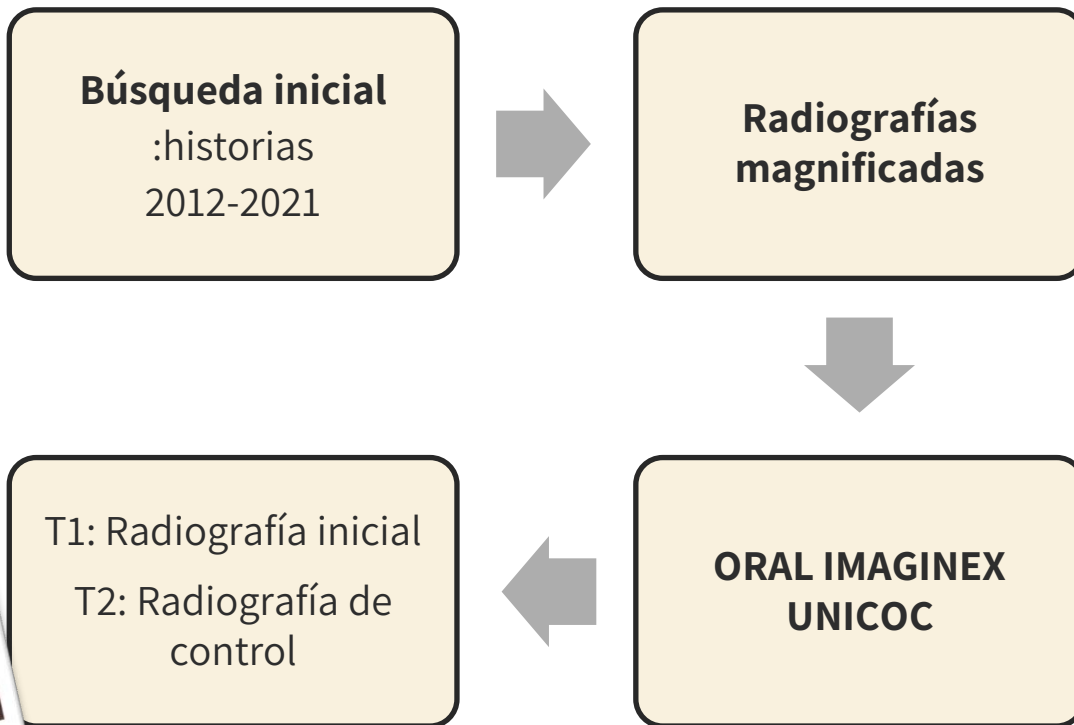 Búsqueda inicial
:historias
2012-2021
Radiografías
magnificadas
ORAL IMAGINEX
UNICOC
T1: Radiografía inicial
T2: Radiografía de
control